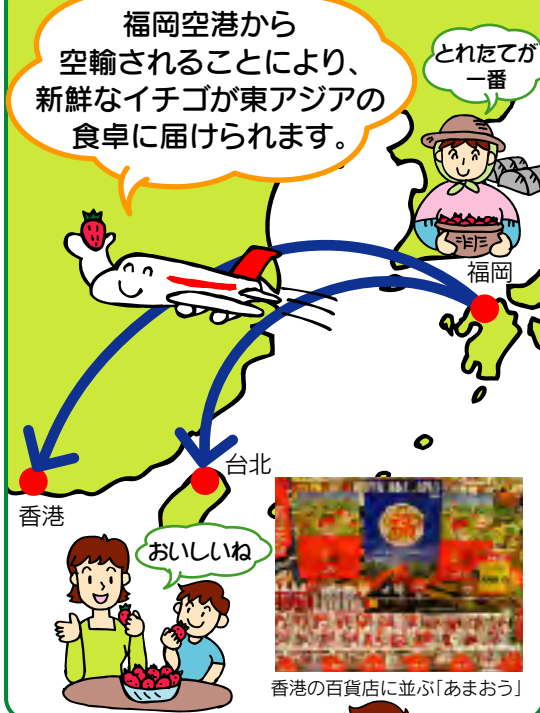 福岡空港から
空輸されることにより、
新鮮なイチゴが東アジアの
食卓に届けられます。
とれたてが
一番
福岡
台北
香港
おいしいね
香港の百貨店に並ぶ「あまおう」